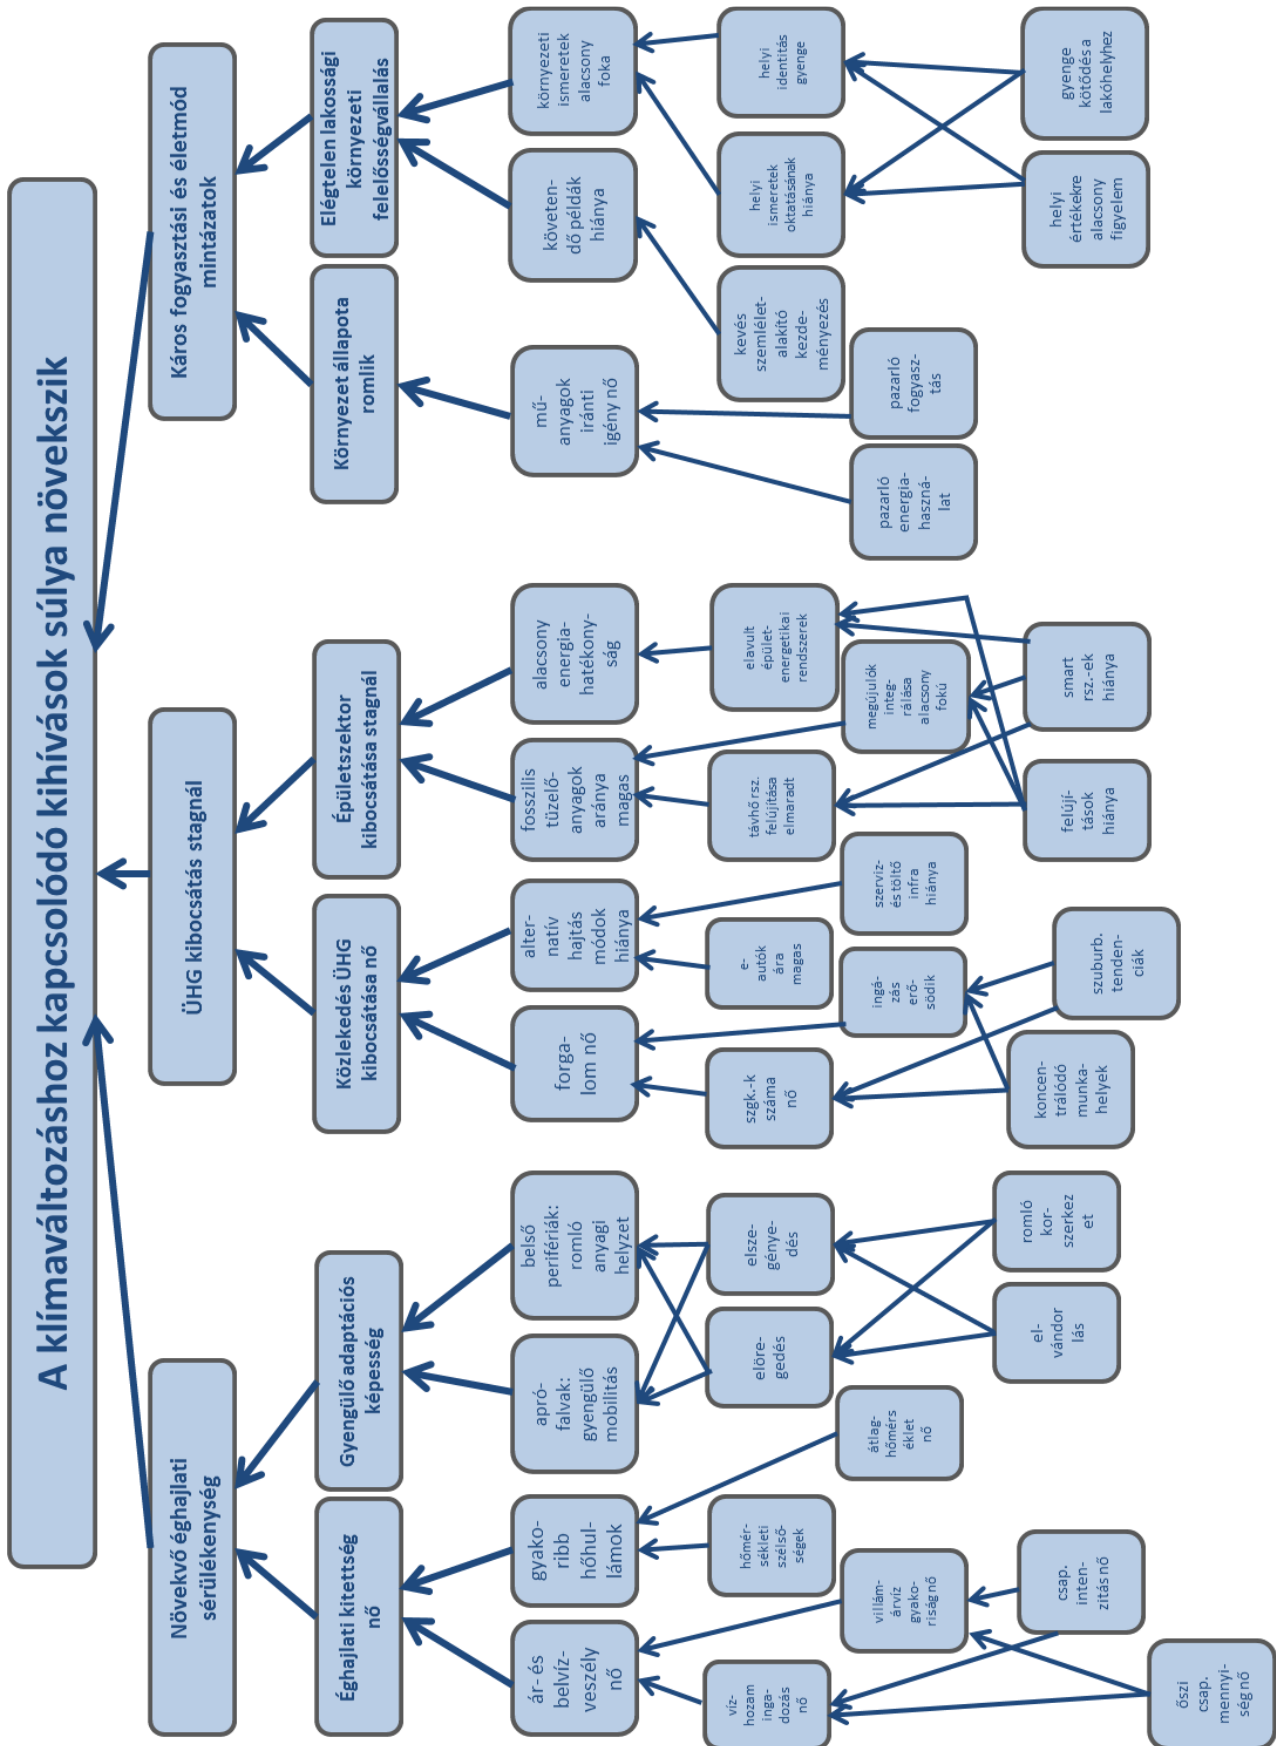 A klímaváltozáshoz kapcsolódó kihívások súlya növekszik
Növekvő éghajlati
sérülékenység
ÜHG kibocsátás stagnál
Káros fogyasztási és életmód
mintázatok
Éghajlati kitettség
nő
Gyengülő adaptációs
képesség
Közlekedés ÜHG
kibocsátása nő
Épületszektor
kibocsátása stagnál
Környezet állapota
romlik
Elégtelen lakossági
környezeti
felelősségvállalás
ár- és
belvíz-
veszély
nő
gyako-
ribb
hőhul-
lámok
apró-
falvak:
gyengülő
mobilitás
belső
perifériák:
romló
anyagi
helyzet
forga-
lom nő
alter-
natív
hajtás
módok
hiánya
fosszilis
tüzelő-
anyagok
aránya
magas
alacsony
energia-
hatékony-
ság
mű-
anyagok
iránti
igény nő
követen-
dő példák
hiánya
környezeti
ismeretek
alacsony
foka
víz-
hozam
inga-
dozás
nő
hőmér-
sékleti
szélső-
ségek
előre-
gedés
elsze-
génye-
dés
szgk.-k
száma
nő
e-
autók
ára
magas
távhő rsz.
felújítása
elmaradt
elavult
épület-
energetikai
rendszerek
kevés
szemlélet-
alakító
kezde-
ményezés
helyi
ismeretek
oktatásának
hiánya
helyi
identitás
gyenge
villám-
árvíz
gyako-
riság nő
átlag-
hőmérs
éklet
nő
ingá-
zás
erő-
södik
szerviz-
és töltő
infra
hiánya
megújulók
integ-
rálása
alacsony
fokú
pazarló
energia-
haszná-
lat
pazarló
fogyasz-
tás
őszi
csap.
mennyi-
ség nő
csap.
inten-
zitás nő
el-
vándor
lás
romló
kor-
szerkez
et
koncen-
trálódó
munka-
helyek
szuburb.
tenden-
ciák
felújí-
tások
hiánya
smart
rsz.-ek
hiánya
helyi
értékekre
alacsony
figyelem
gyenge
kötődés a
lakóhelyhez